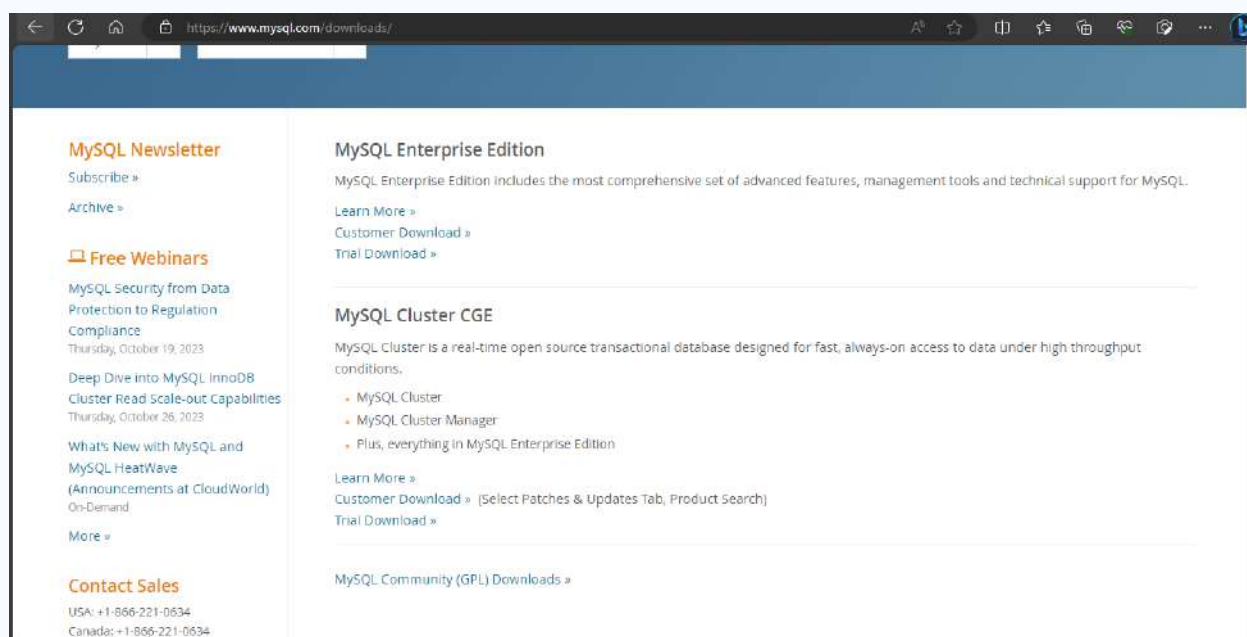 https://www.mysql.com/downloads/
MySQL Newsletter
Subscribe »
Archive »
Free Webinars
MySQL Security from Data
Protection to Regulation
Compliance
Thursday, October 19, 2023
Deep Dive into MySQL InnoDB
Cluster Read Scale-out Capabilities
Thursday, October 26, 2023
What's New with MySQL and
MySQL HeatWave
(Announcements at CloudWorld)
On-Demand
More »
Contact Sales
USA: +1-866-221-0634
Canada: +1-866-221-0634
MySQL Enterprise Edition
MySQL Enterprise Edition includes the most comprehensive set of advanced features, management tools and technical support for MySQL.
Learn More »
Customer Download »
Trial Download »
MySQL Cluster CGE
MySQL Cluster is a real-time open source transactional database designed for fast, always-on access to data under high throughput
conditions.
• MySQL Cluster
• MySQL Cluster Manager
• Plus, everything in MySQL Enterprise Edition
Learn More »
Customer Download » (Select Patches & Updates Tab, Product Search)
Trial Download »
MySQL Community (GPL) Downloads »